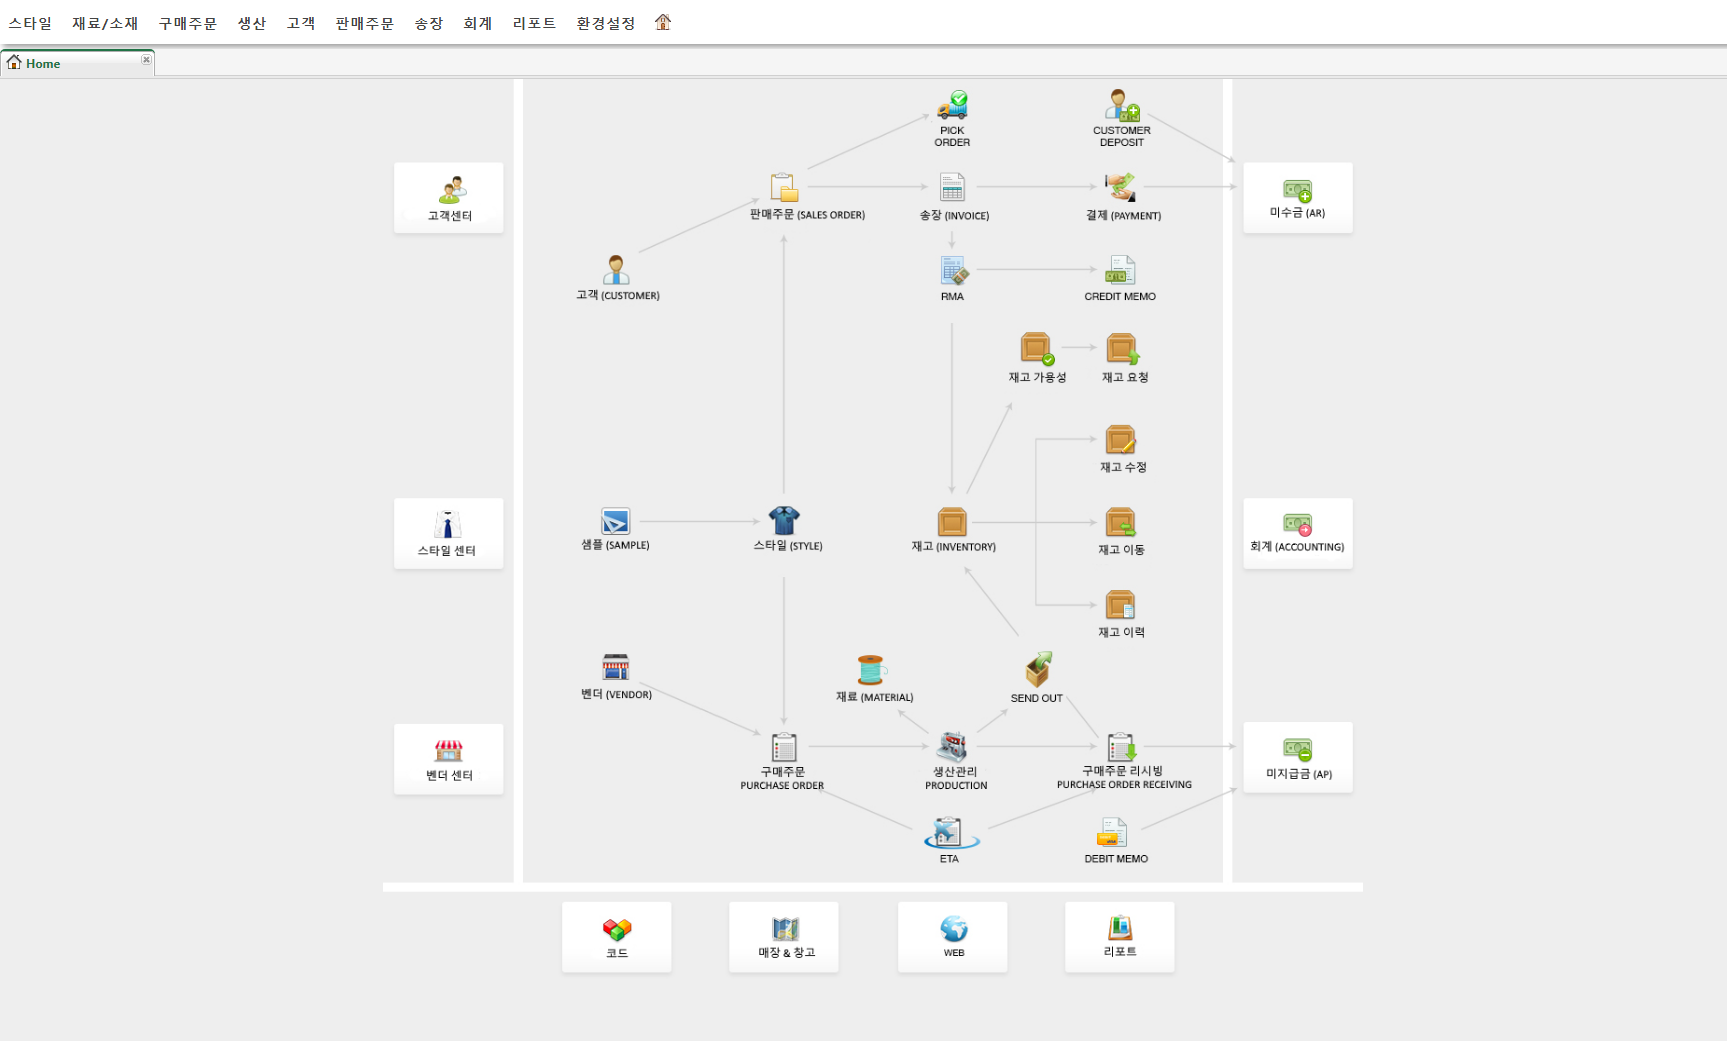 스타일 재료/소재 구매주문 생산 고객 판매주문 송장 회계 리포트 환경설정
Home
PICK
ORDER
CUSTOMER
DEPOSIT
고객센터
판매주문 (SALES ORDER)
송장 (INVOICE)
결제 (PAYMENT)
미수금 (AR)
고객 (CUSTOMER)
RMA
CREDIT MEMO
재고 가용성
재고 요청
재고 수정
스타일 센터
샘플 (SAMPLE)
스타일 (STYLE)
재고 (INVENTORY)
재고 이동
회계 (ACCOUNTING)
재고 이력
벤더 (VENDOR)
재료 (MATERIAL)
SEND OUT
벤더 센터
구매주문
PURCHASE ORDER
생산관리
PRODUCTION
구매주문 리시빙
PURCHASE ORDER RECEIVING
미지급금 (AP)
ETA
DEBIT MEMO
코드
매장 & 창고
WEB
리포트